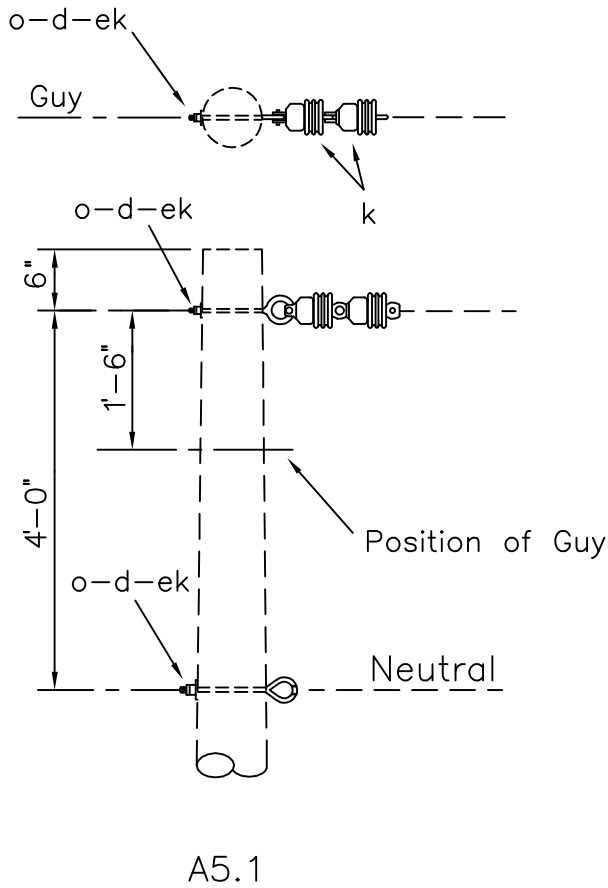 o-d-ek
Guy
k
o-d-ek
6"
1'-6"
4'-0"
Position of Guy
o-d-ek
Neutral
A5.1